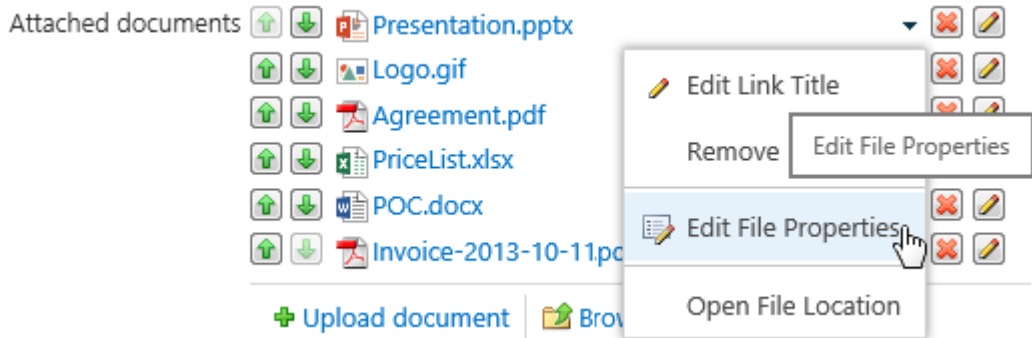 Attached documents
Presentation.pptx
Logo.gif
Agreement.pdf
PriceList.xlsx
POC.docx
Invoice-2013-10-11.pd
Upload document
Brow
Edit Link Title
Remove
Edit File Properties
Edit File Properties
Open File Location